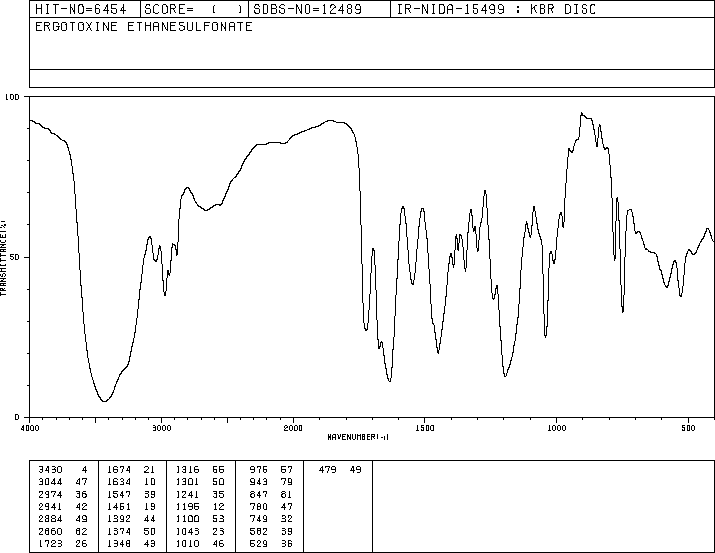 HIT-NO=6454 SCORE= ( ) SDBS-NO=12489 IR-NIDA-15499 : KBR DISC
ERGOTOXINE ETHANESULFONATE
100
TRANSMITTANCE(%)
50
0
4000 3000 2000 1500 1000 500
WAVENUMBER(-1)
3430 4 1674 21 1316 55 976 57 479 49
3044 47 1634 10 1301 50 943 79
2974 36 1547 39 1241 35 847 81
2941 42 1451 19 1195 12 780 47
2884 49 1392 44 1100 53 749 32
2860 62 1374 50 1043 23 582 39
1723 26 1348 43 1010 46 529 36